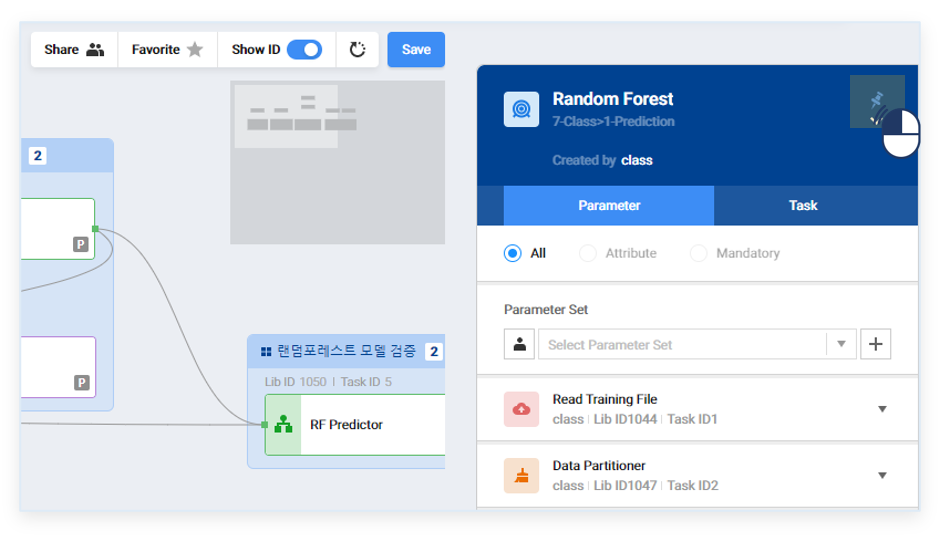 Share
Favorite
Show ID
Save
2
P
P
랜덤포레스트 모델 검증 2
Lib ID 1050 | Task ID 5
RF Predictor
Random Forest
7-Class>1-Prediction
Created by class
Parameter
Task
All
Attribute
Mandatory
Parameter Set
Select Parameter Set
Read Training File
class | Lib ID1044 | Task ID1
Data Partitioner
class | Lib ID1047 | Task ID2